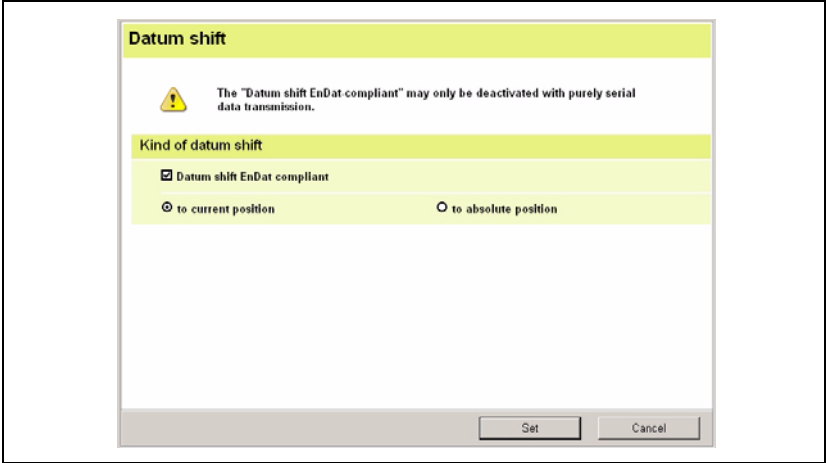 Datum shift
The "Datum shift EnDat-compliant" may only be deactivated with purely serial
data transmission.
Kind of datum shift
Datum shift EnDat compliant
to current position to absolute position
Set Cancel